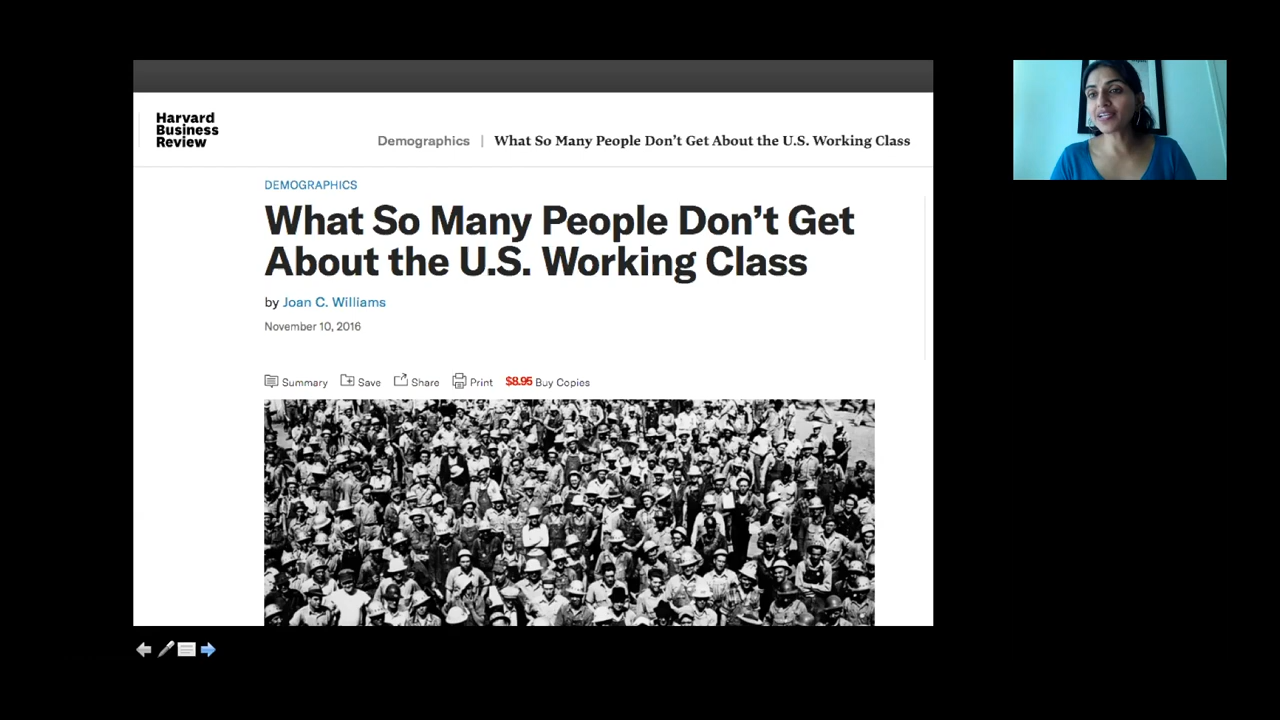 Harvard
Business
Review
Demographics | What So Many People Don’t Get About the U.S. Working Class
DEMOGRAPHICS
What So Many People Don’t Get
About the U.S. Working Class
by Joan C. Williams
November 10, 2016
Summary Save Share Print $8.95 Buy Copies